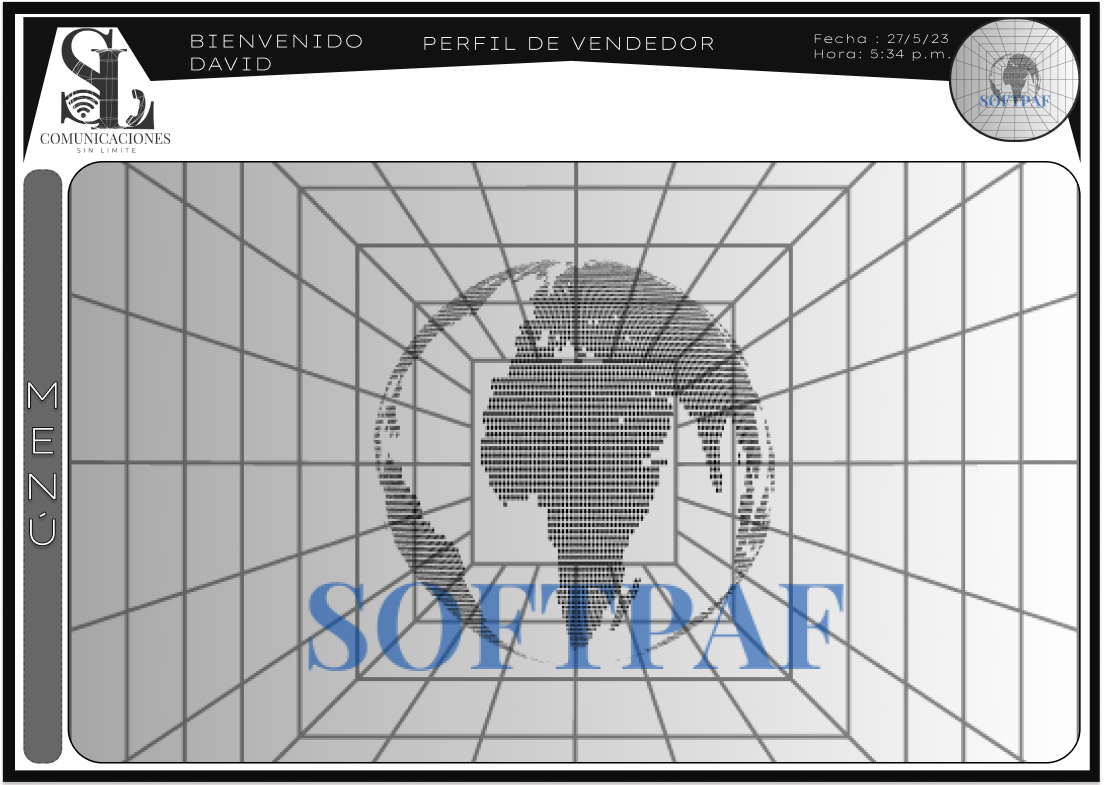 BIENVENIDO
DAVID
PERFIL DE VENDEDOR
Fecha : 27/5/23
Hora: 5:34 p.m.
SL
COMUNICACIONES
SIN LIMITE
SOFTPAF
MENÚ
SOFTPAF